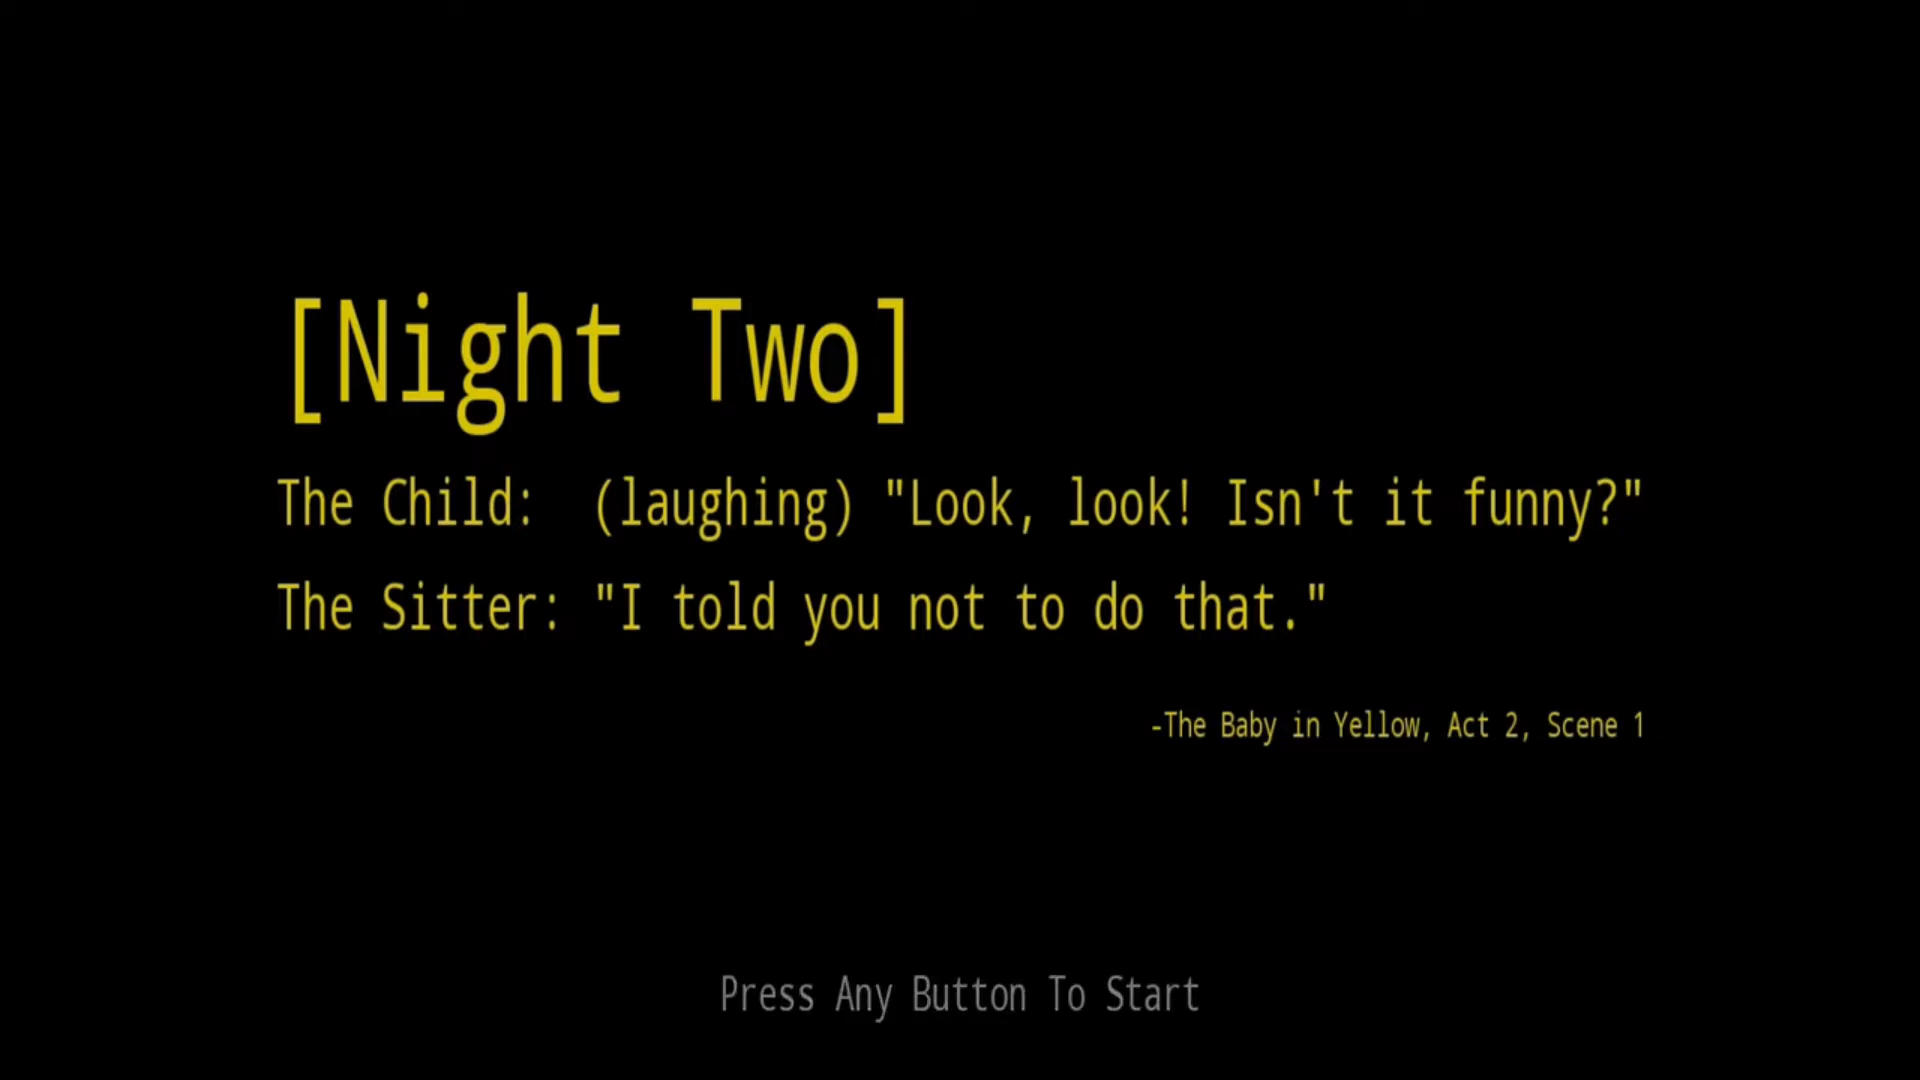 [Night Two]
The Child:  (laughing) "Look, look! Isn't it funny?"
The Sitter: "I told you not to do that."
-The Baby in Yellow, Act 2, Scene 1
Press Any Button To Start